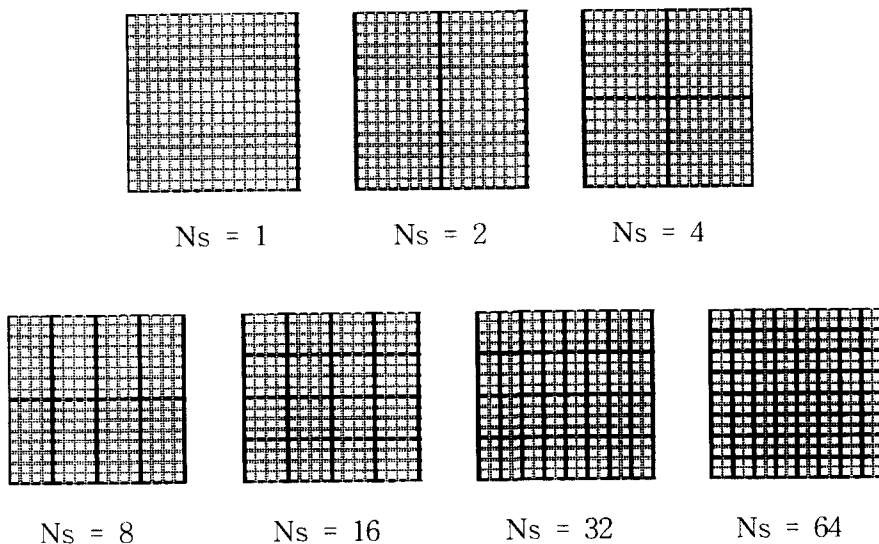 Ns = 1
Ns = 2
Ns = 4
Ns = 8
Ns = 16
Ns = 32
Ns = 64